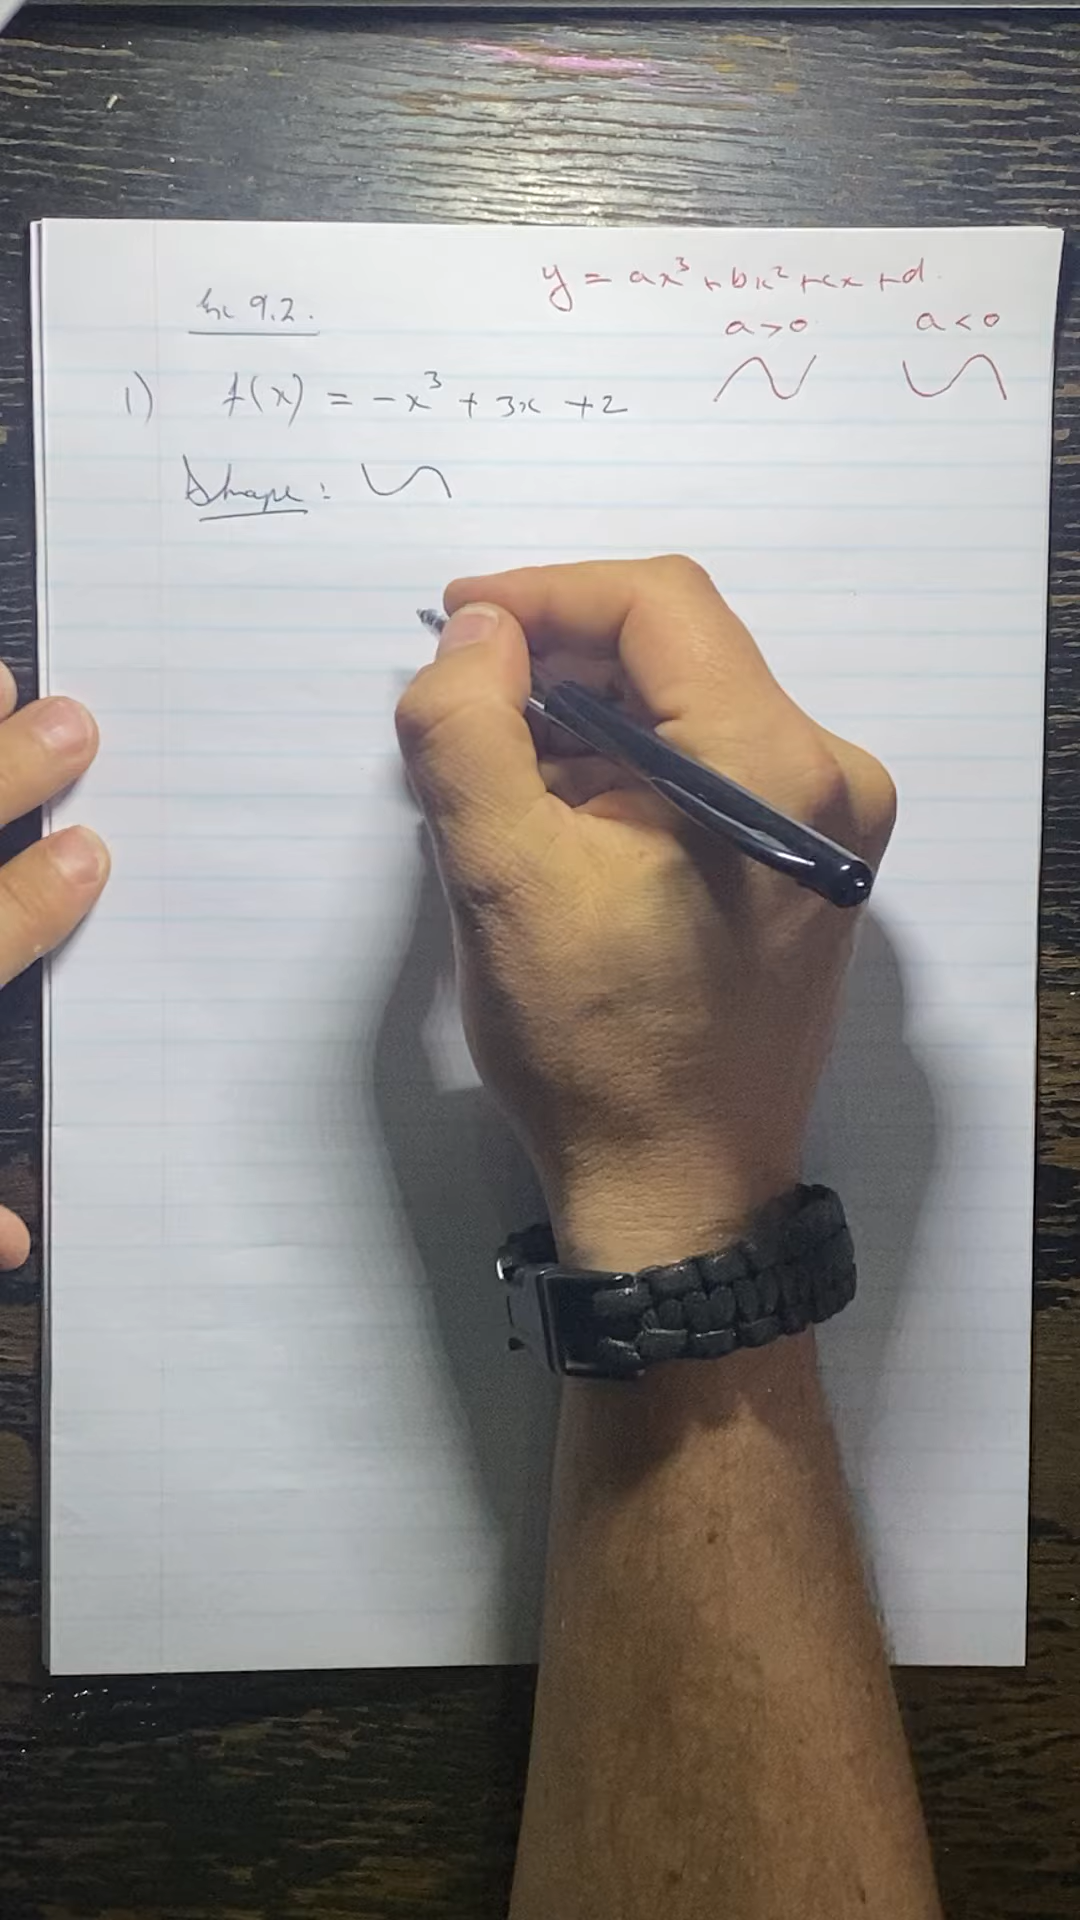 y = ax³ + bx² + cx + d
Ex 9.2.
a > 0 a < 0
1) f(x) = -x³ + 3x + 2
Shape: